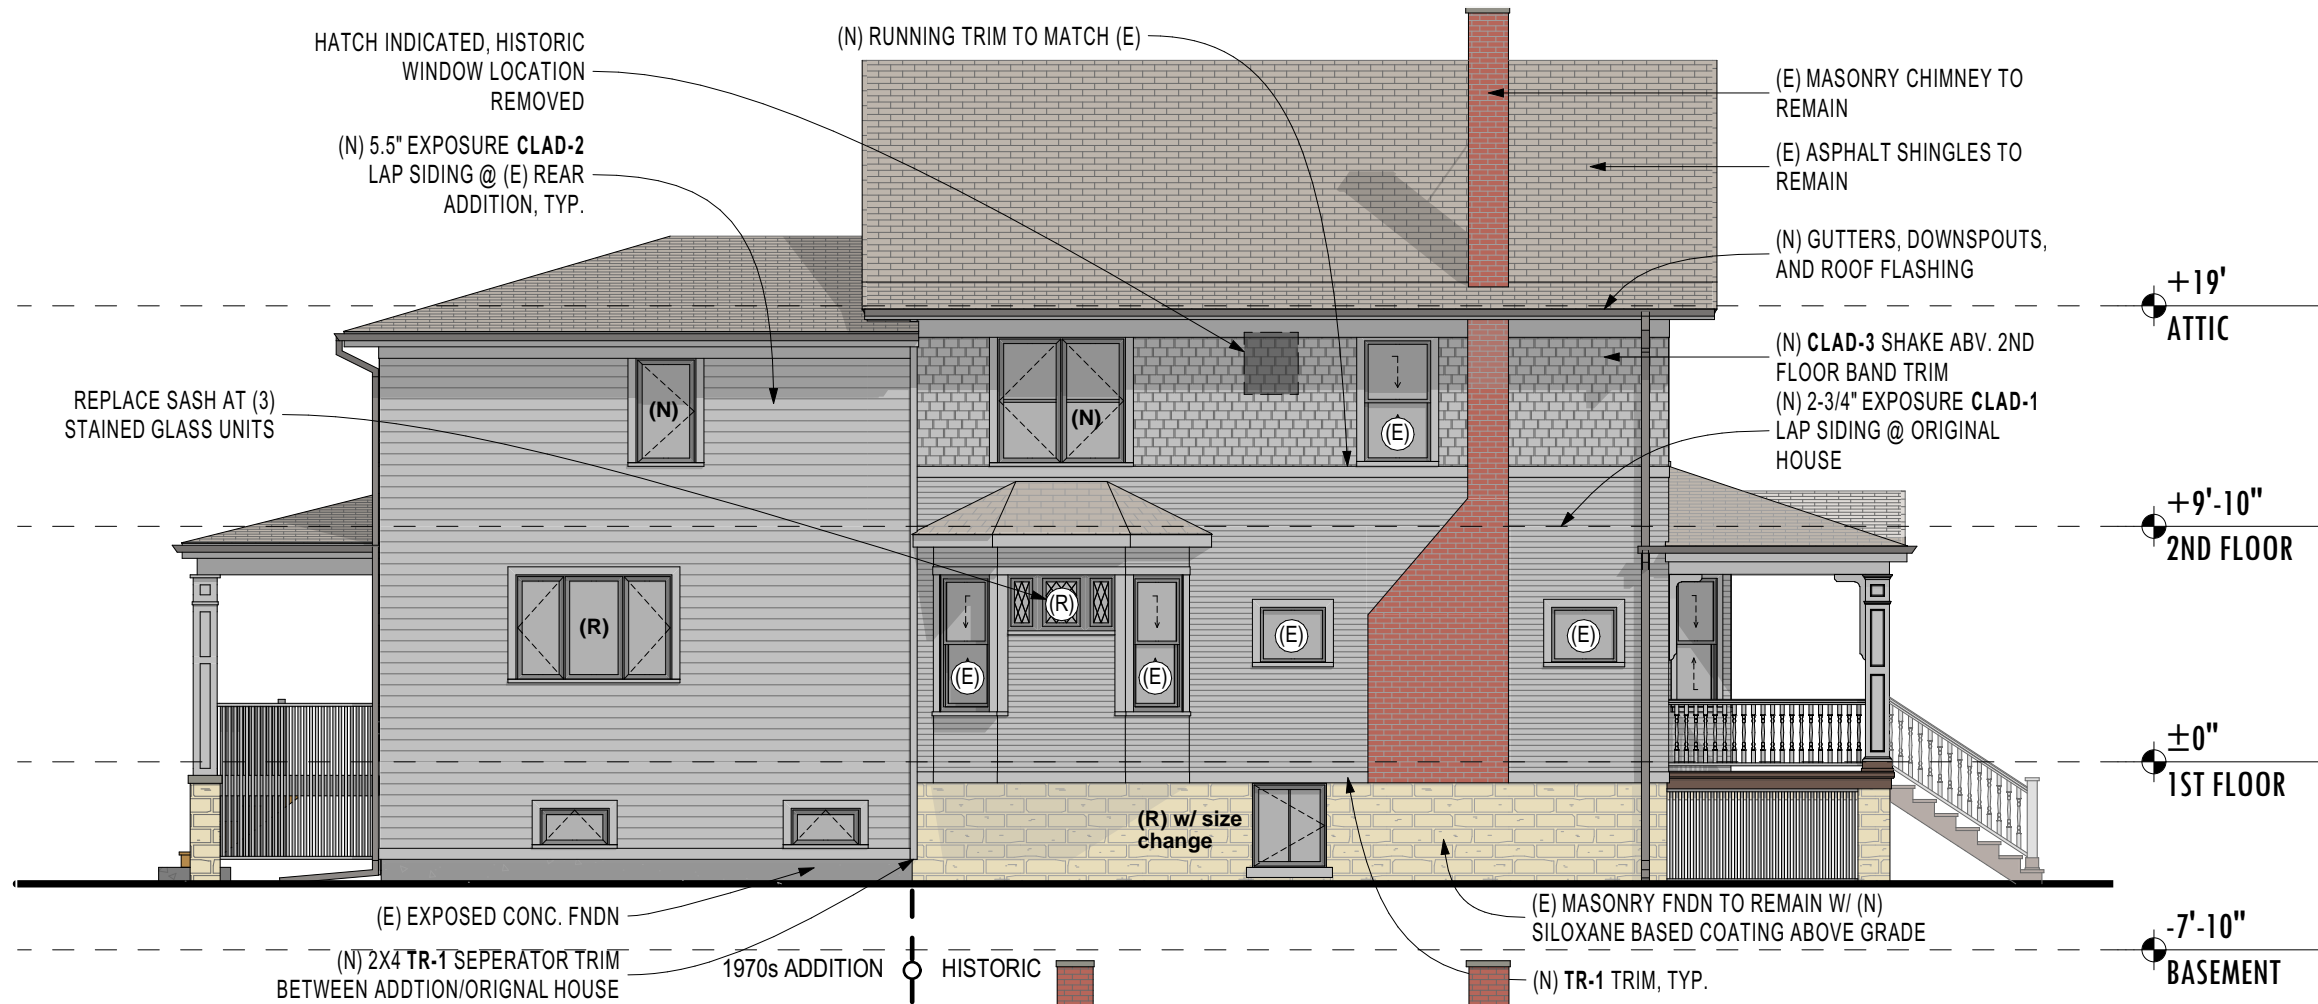 HATCH INDICATED, HISTORIC
WINDOW LOCATION
REMOVED
(N) 5.5" EXPOSURE CLAD-2
LAP SIDING @ (E) REAR
ADDITION, TYP.
REPLACE SASH AT (3)
STAINED GLASS UNITS
(N) RUNNING TRIM TO MATCH (E)
(E) MASONRY CHIMNEY TO
REMAIN
(E) ASPHALT SHINGLES TO
REMAIN
(N) GUTTERS, DOWNSPOUTS,
AND ROOF FLASHING
+19'
ATTIC
(N) CLAD-3 SHAKE ABV. 2ND
FLOOR BAND TRIM
(N) 2-3/4" EXPOSURE CLAD-1
LAP SIDING @ ORIGINAL
HOUSE
+9'-10"
2ND FLOOR
±0"
1ST FLOOR
-7'-10"
BASEMENT
(N)
(N)
(E)
(R)
(R)
(E)
(E)
(E)
(E)
(R) w/ size
change
(E) EXPOSED CONC. FNDN
(N) 2X4 TR-1 SEPERATOR TRIM
BETWEEN ADDTION/ORIGNAL HOUSE
1970s ADDITION
HISTORIC
(E) MASONRY FNDN TO REMAIN W/ (N)
SILOXANE BASED COATING ABOVE GRADE
(N) TR-1 TRIM, TYP.